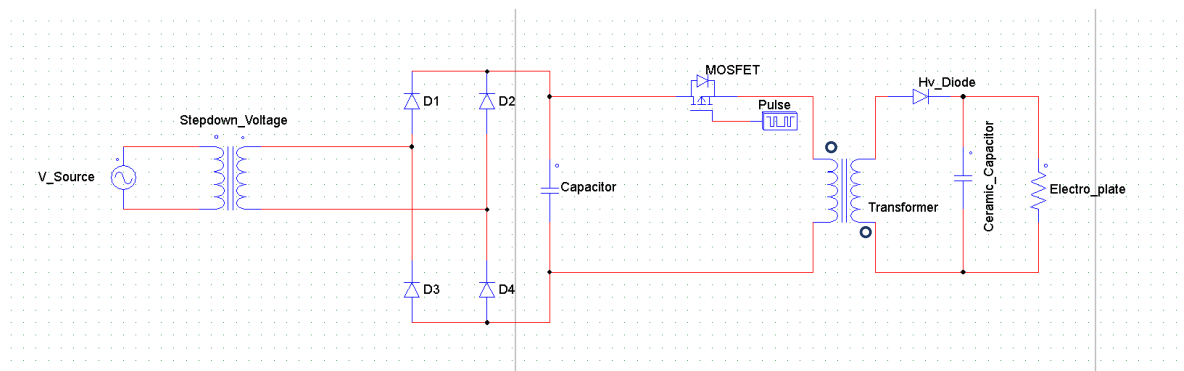 MOSFET
Hv_Diode
D1
D2
Pulse
Stepdown_Voltage
V_Source
Capacitor
Ceramic_Capacitor
Electro_plate
Transformer
D3
D4